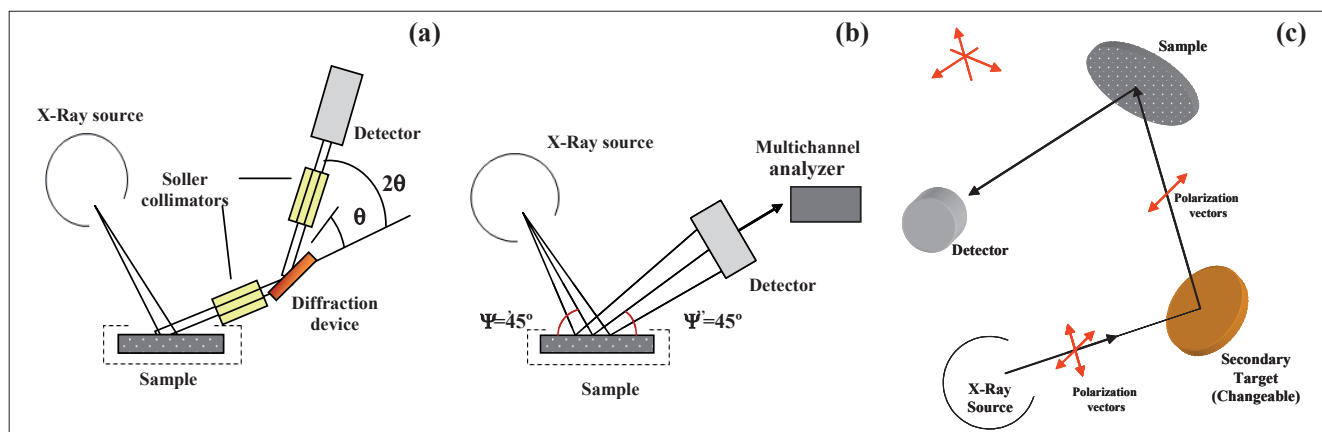 (a)
X-Ray source
Detector
Soller
collimators
2θ
θ
Diffraction
device
Sample
(b)
X-Ray source
Multichannel
analyzer
Detector
Ψ'=45º
Ψ''=45º
Sample
(c)
Sample
Polarization
vectors
Detector
X-Ray
Source
Polarization
vectors
Secondary
Target
(Changeable)